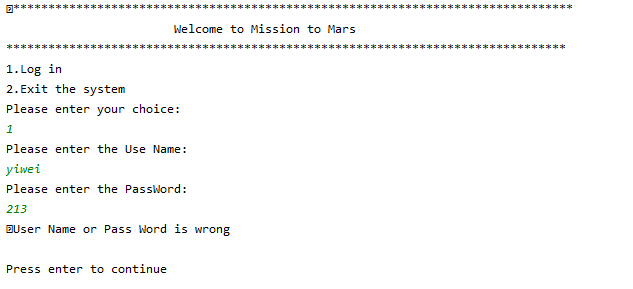 ********************************************************************************
Welcome to Mission to Mars
********************************************************************************
1.Log in
2.Exit the system
Please enter your choice:
1
Please enter the Use Name:
yiwei
Please enter the PassWord:
213
User Name or Pass Word is wrong
Press enter to continue